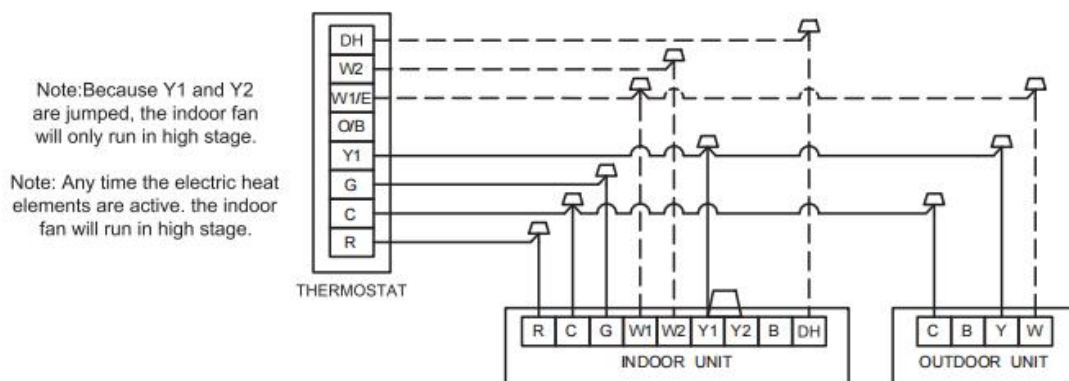 Note:Because Y1 and Y2
are jumped, the indoor fan
will only run in high stage.
Note: Any time the electric heat
elements are active. the indoor
fan will run in high stage.
DH
W2
W1/E
O/B
Y1
G
C
R
THERMOSTAT
R C G W1 W2 Y1 Y2 B DH
INDOOR UNIT
C B Y W
OUTDOOR UNIT